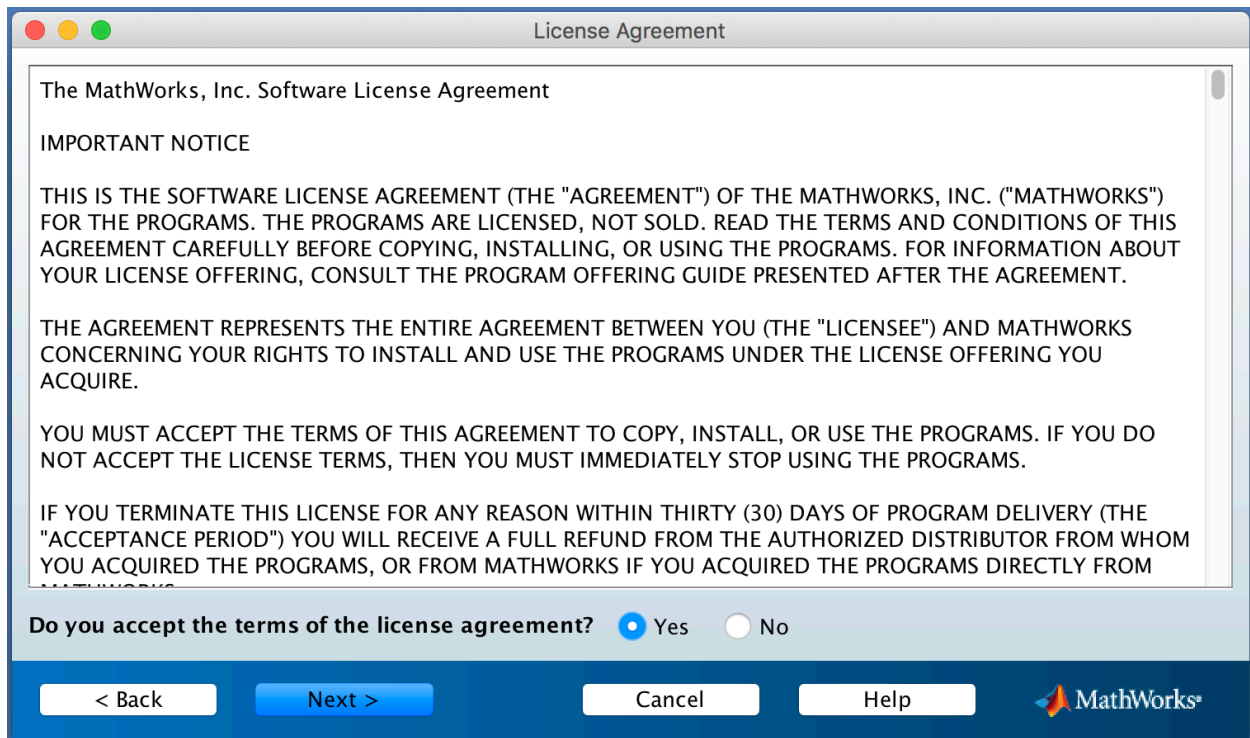 License Agreement
The MathWorks, Inc. Software License Agreement
IMPORTANT NOTICE
THIS IS THE SOFTWARE LICENSE AGREEMENT (THE "AGREEMENT") OF THE MATHWORKS, INC. ("MATHWORKS")
FOR THE PROGRAMS. THE PROGRAMS ARE LICENSED, NOT SOLD. READ THE TERMS AND CONDITIONS OF THIS
AGREEMENT CAREFULLY BEFORE COPYING, INSTALLING, OR USING THE PROGRAMS. FOR INFORMATION ABOUT
YOUR LICENSE OFFERING, CONSULT THE PROGRAM OFFERING GUIDE PRESENTED AFTER THE AGREEMENT.
THE AGREEMENT REPRESENTS THE ENTIRE AGREEMENT BETWEEN YOU (THE "LICENSEE") AND MATHWORKS
CONCERNING YOUR RIGHTS TO INSTALL AND USE THE PROGRAMS UNDER THE LICENSE OFFERING YOU
ACQUIRE.
YOU MUST ACCEPT THE TERMS OF THIS AGREEMENT TO COPY, INSTALL, OR USE THE PROGRAMS. IF YOU DO
NOT ACCEPT THE LICENSE TERMS, THEN YOU MUST IMMEDIATELY STOP USING THE PROGRAMS.
IF YOU TERMINATE THIS LICENSE FOR ANY REASON WITHIN THIRTY (30) DAYS OF PROGRAM DELIVERY (THE
"ACCEPTANCE PERIOD") YOU WILL RECEIVE A FULL REFUND FROM THE AUTHORIZED DISTRIBUTOR FROM WHOM
YOU ACQUIRED THE PROGRAMS, OR FROM MATHWORKS IF YOU ACQUIRED THE PROGRAMS DIRECTLY FROM
Do you accept the terms of the license agreement? Yes No
< Back Next > Cancel Help MathWorks®